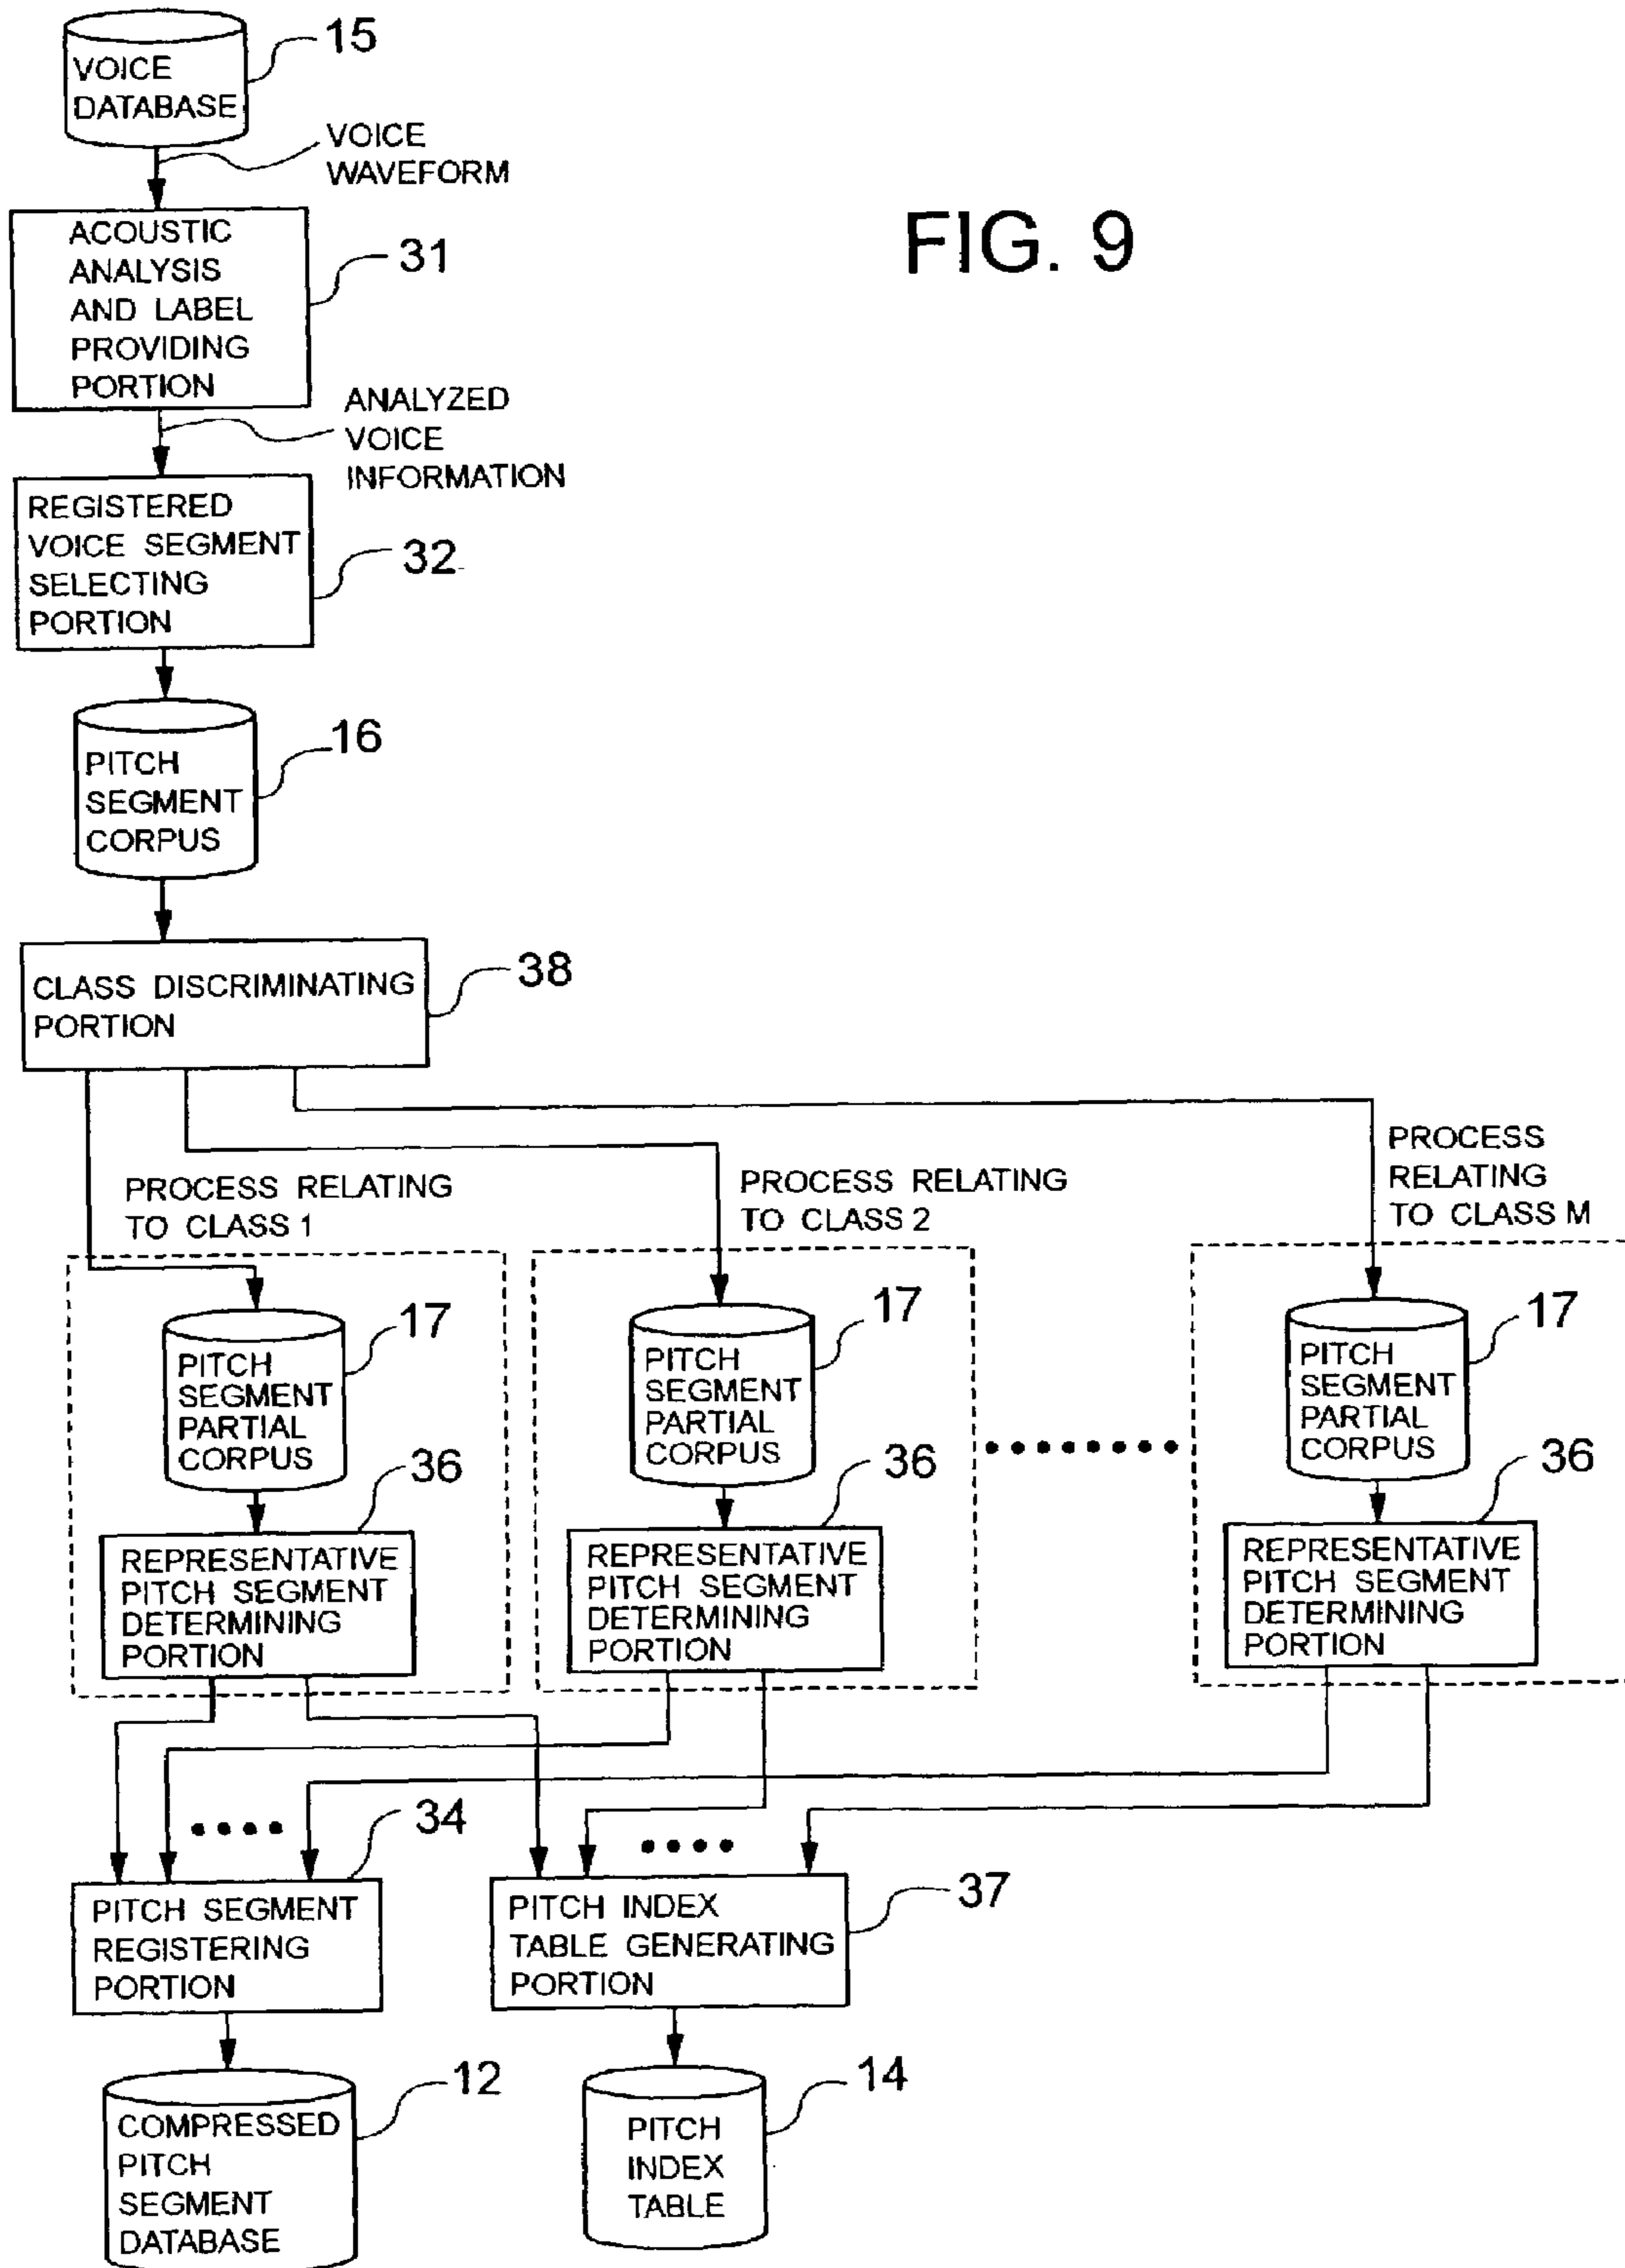 15
VOICE
DATABASE
VOICE
WAVEFORM
FIG. 9
ACOUSTIC
ANALYSIS
AND LABEL
PROVIDING
PORTION
31
ANALYZED
VOICE
INFORMATION
REGISTERED
VOICE SEGMENT
SELECTING
PORTION
32
16
PITCH
SEGMENT
CORPUS
38
CLASS DISCRIMINATING
PORTION
PROCESS RELATING
TO CLASS 1
PROCESS RELATING
TO CLASS 2
PROCESS
RELATING
TO CLASS M
17
PITCH
SEGMENT
PARTIAL
CORPUS
17
PITCH
SEGMENT
PARTIAL
CORPUS
17
PITCH
SEGMENT
PARTIAL
CORPUS
36
REPRESENTATIVE
PITCH SEGMENT
DETERMINING
PORTION
36
REPRESENTATIVE
PITCH SEGMENT
DETERMINING
PORTION
36
REPRESENTATIVE
PITCH SEGMENT
DETERMINING
PORTION
34
PITCH SEGMENT
REGISTERING
PORTION
37
PITCH INDEX
TABLE GENERATING
PORTION
12
COMPRESSED
PITCH
SEGMENT
DATABASE
14
PITCH
INDEX
TABLE